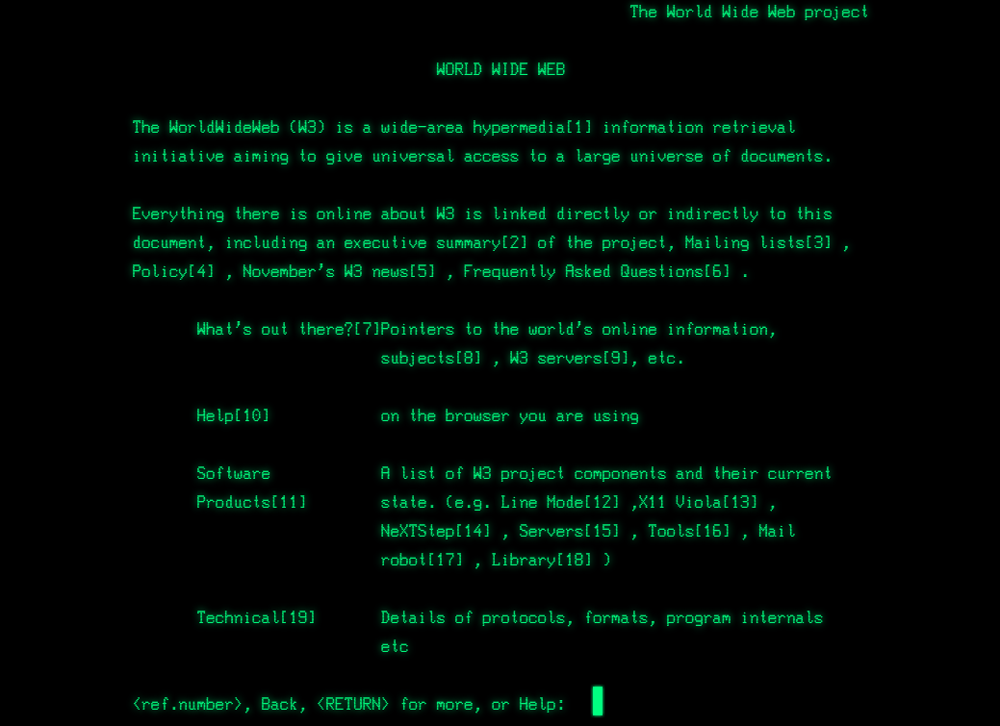 The World Wide Web project
WORLD WIDE WEB
The WorldWideWeb (W3) is a wide-area hypermedia[1] information retrieval
initiative aiming to give universal access to a large universe of documents.
Everything there is online about W3 is linked directly or indirectly to this
document, including an executive summary[2] of the project, Mailing lists[3] ,
Policy[4] , November's W3 news[5] , Frequently Asked Questions[6] .
What's out there?[7]Pointers to the world's online information,
subjects[8] , W3 servers[9], etc.
Help[10] on the browser you are using
Software A list of W3 project components and their current
Products[11] state. (e.g. Line Mode[12] ,X11 Viola[13] ,
NeXTStep[14] , Servers[15] , Tools[16] , Mail
robot[17] , Library[18] )
Technical[19] Details of protocols, formats, program internals
etc
<ref.number>, Back, <RETURN> for more, or Help: